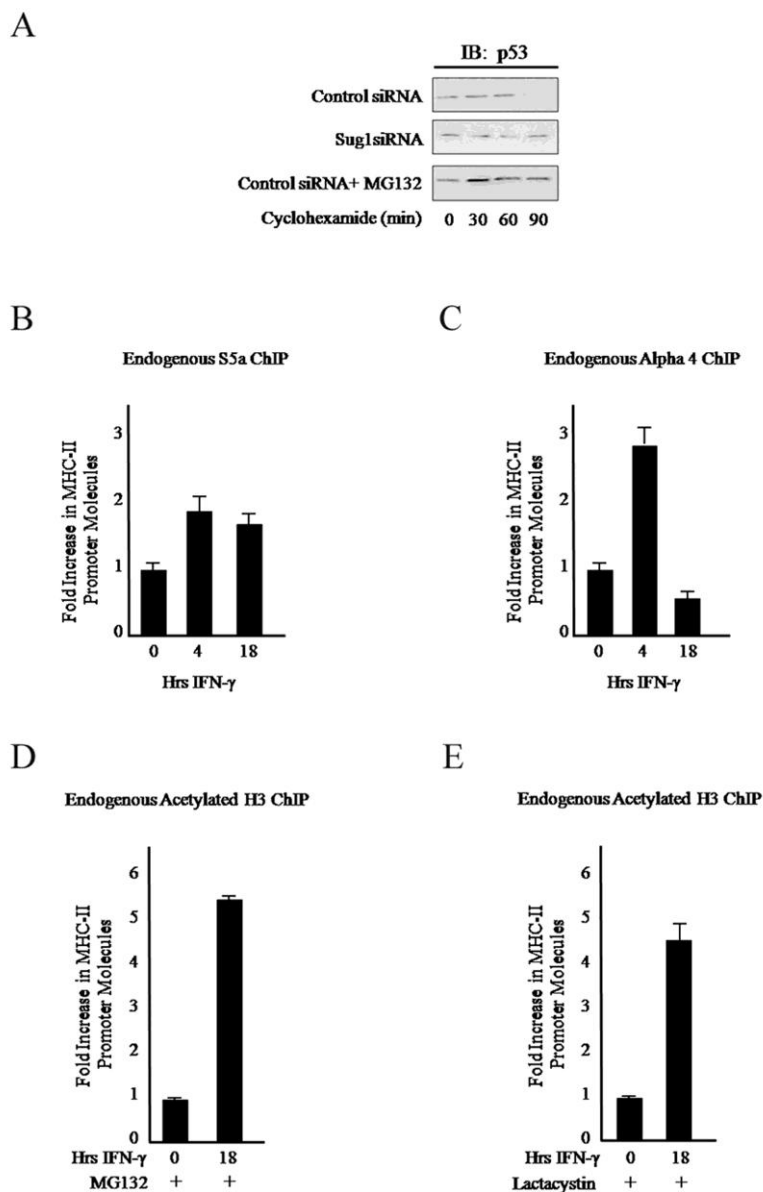 A
IB: p53
Control siRNA
Sug1siRNA
Control siRNA+ MG132
Cyclohexamide (min) 0 30 60 90
B
Endogenous S5a ChIP
Fold Increase in MHC-II
Promoter Molecules
3
2
1
0
0 4 18
Hrs IFN-γ
C
Endogenous Alpha 4 ChIP
Fold Increase in MHC-II
Promoter Molecules
3
2
1
0
0 4 18
Hrs IFN-γ
D
Endogenous Acetylated H3 ChIP
Fold Increase in MHC-II
Promoter Molecules
6
5
4
3
2
1
0
Hrs IFN-γ 0 18
MG132 + +
E
Endogenous Acetylated H3 ChIP
Fold Increase in MHC-II
Promoter Molecules
6
5
4
3
2
1
0
Hrs IFN-γ 0 18
Lactacystin + +